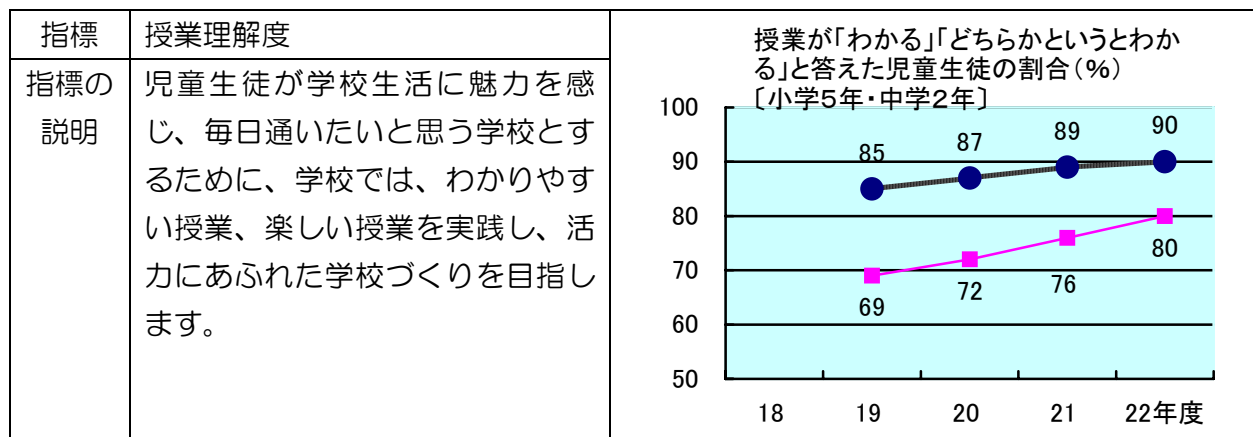 指標
授業理解度
指標の
説明
児童生徒が学校生活に魅力を感
じ、毎日通いたいと思う学校とす
るために、学校では、わかりやす
い授業、楽しい授業を実践し、活
力にあふれた学校づくりを目指し
ます。
授業が「わかる」「どちらかというとわか
る」と答えた児童生徒の割合(%)
〔小学5年・中学2年〕
100
90
80
70
60
50
85
87
89
90
69
72
76
80
18
19
20
21
22年度